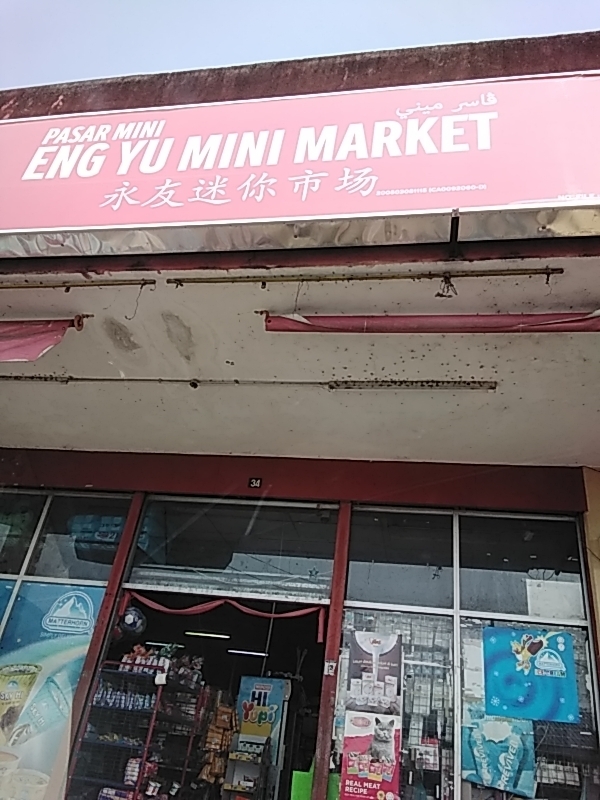 ڤاسر ميني
PASAR MINI
ENG YU MINI MARKET
永友迷你市场
34
MATTERHORN
HI
Yupi
REAL MEAT
RECIPE